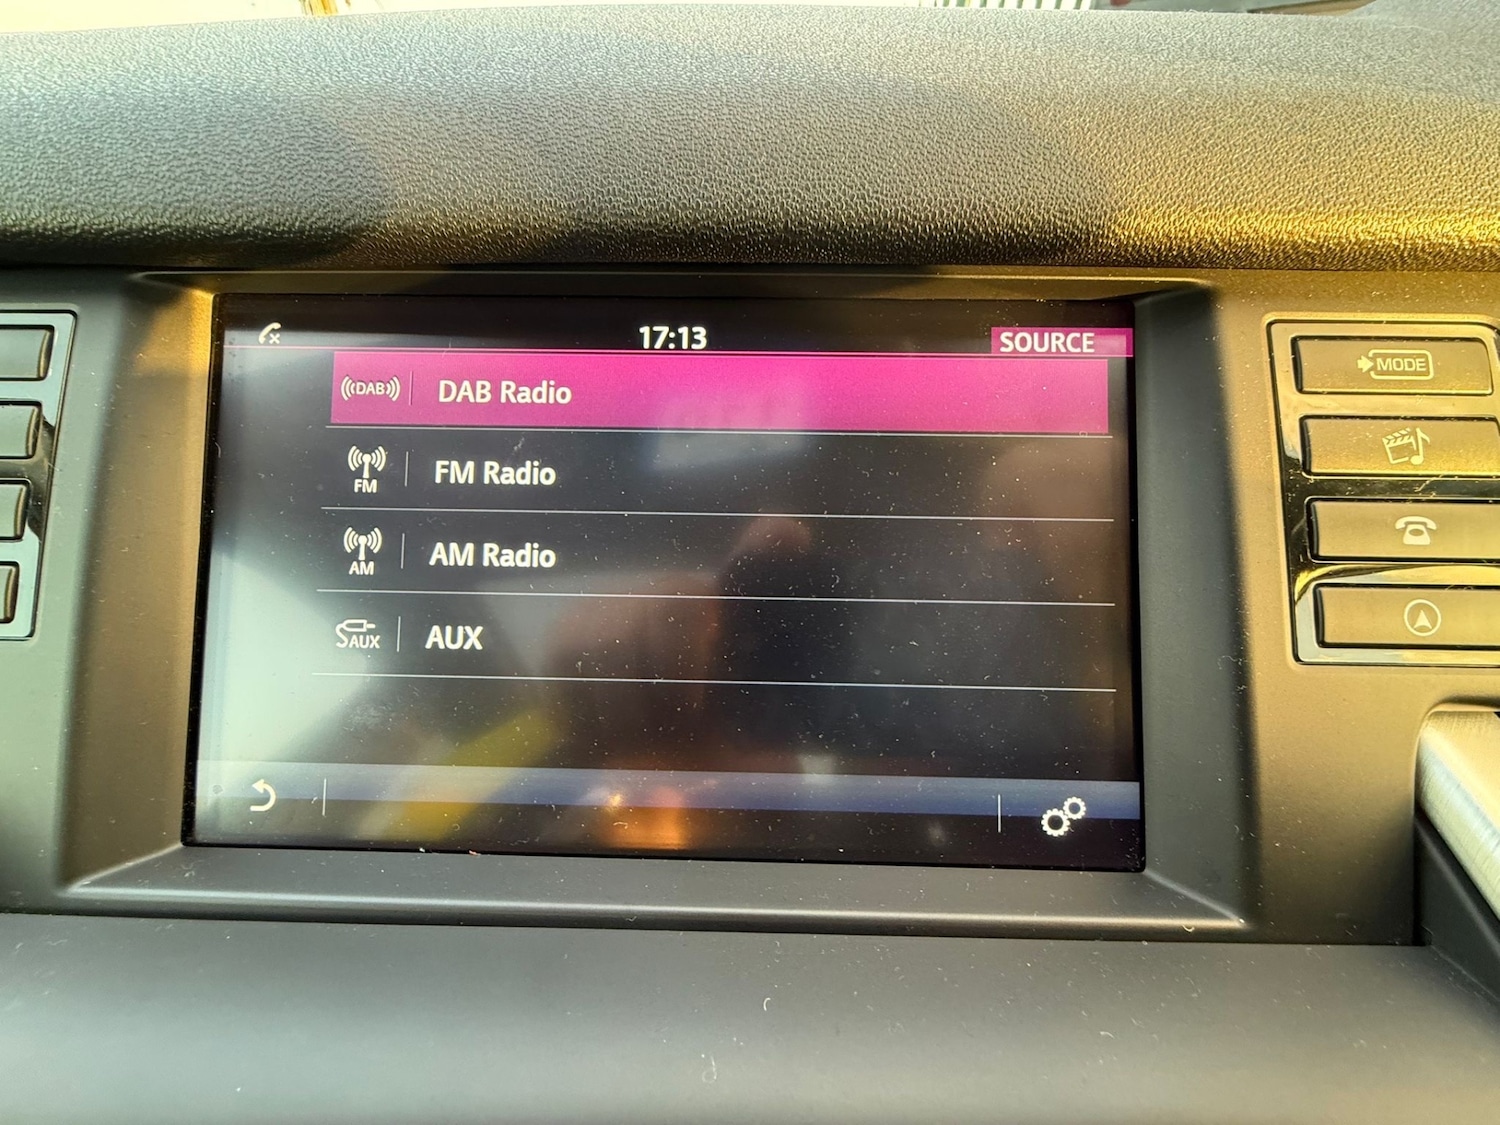 17:13
SOURCE
DAB
DAB Radio
FM
FM Radio
AM
AM Radio
AUX
AUX
MODE